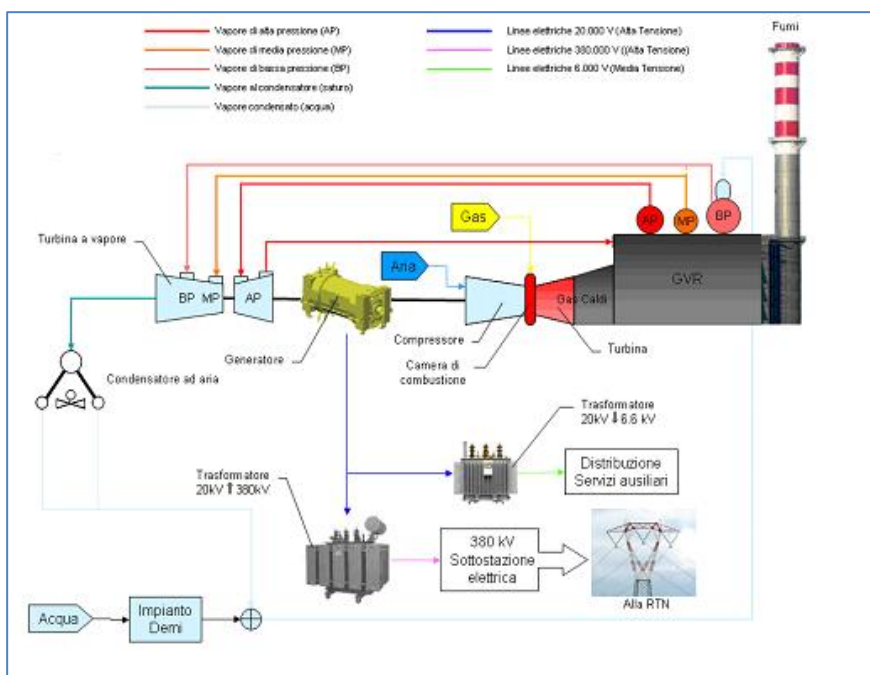 Vapore di alta pressione (AP)
Vapore di media pressione (MP)
Vapore di bassa pressione (BP)
Vapore al condensatore (saturo)
Vapore condensato (acqua)
Linee elettriche 20.000 V (Alta Tensione)
Linee elettriche 380.000 V ((Alta Tensione)
Linee elettriche 6.000 V (Media Tensione)
Fumi
AP
MP
BP
Gas
Aria
Turbina a vapore
BP
MP
AP
Gas Caldi
GVR
Compressore
Turbina
Generatore
Camera di
combustione
Condensatore ad aria
Trasformatore
20kV ⬇ 6.6 kV
Distribuzione
Servizi ausiliari
Trasformatore
20kV ⬆ 380kV
380 kV
Sottostazione
elettrica
Alla RTN
Acqua
Impianto
Demi